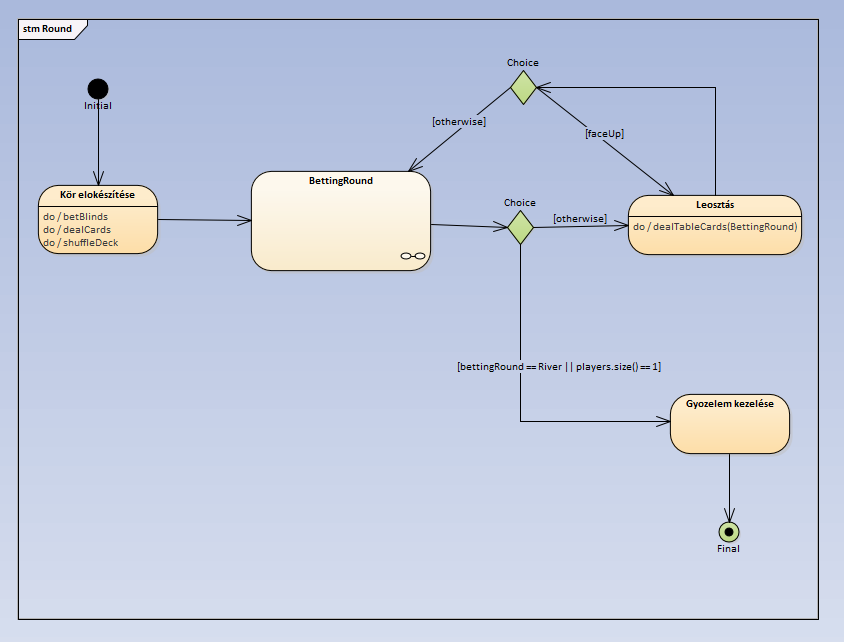 stm Round
Choice
Initial
[otherwise]
[faceUp]
BettingRound
Kör elokészítése
do / betBlinds
do / dealCards
do / shuffleDeck
Choice
[otherwise]
Leosztás
do / dealTableCards(BettingRound)
[bettingRound == River || players.size() == 1]
Gyozelem kezelése
Final